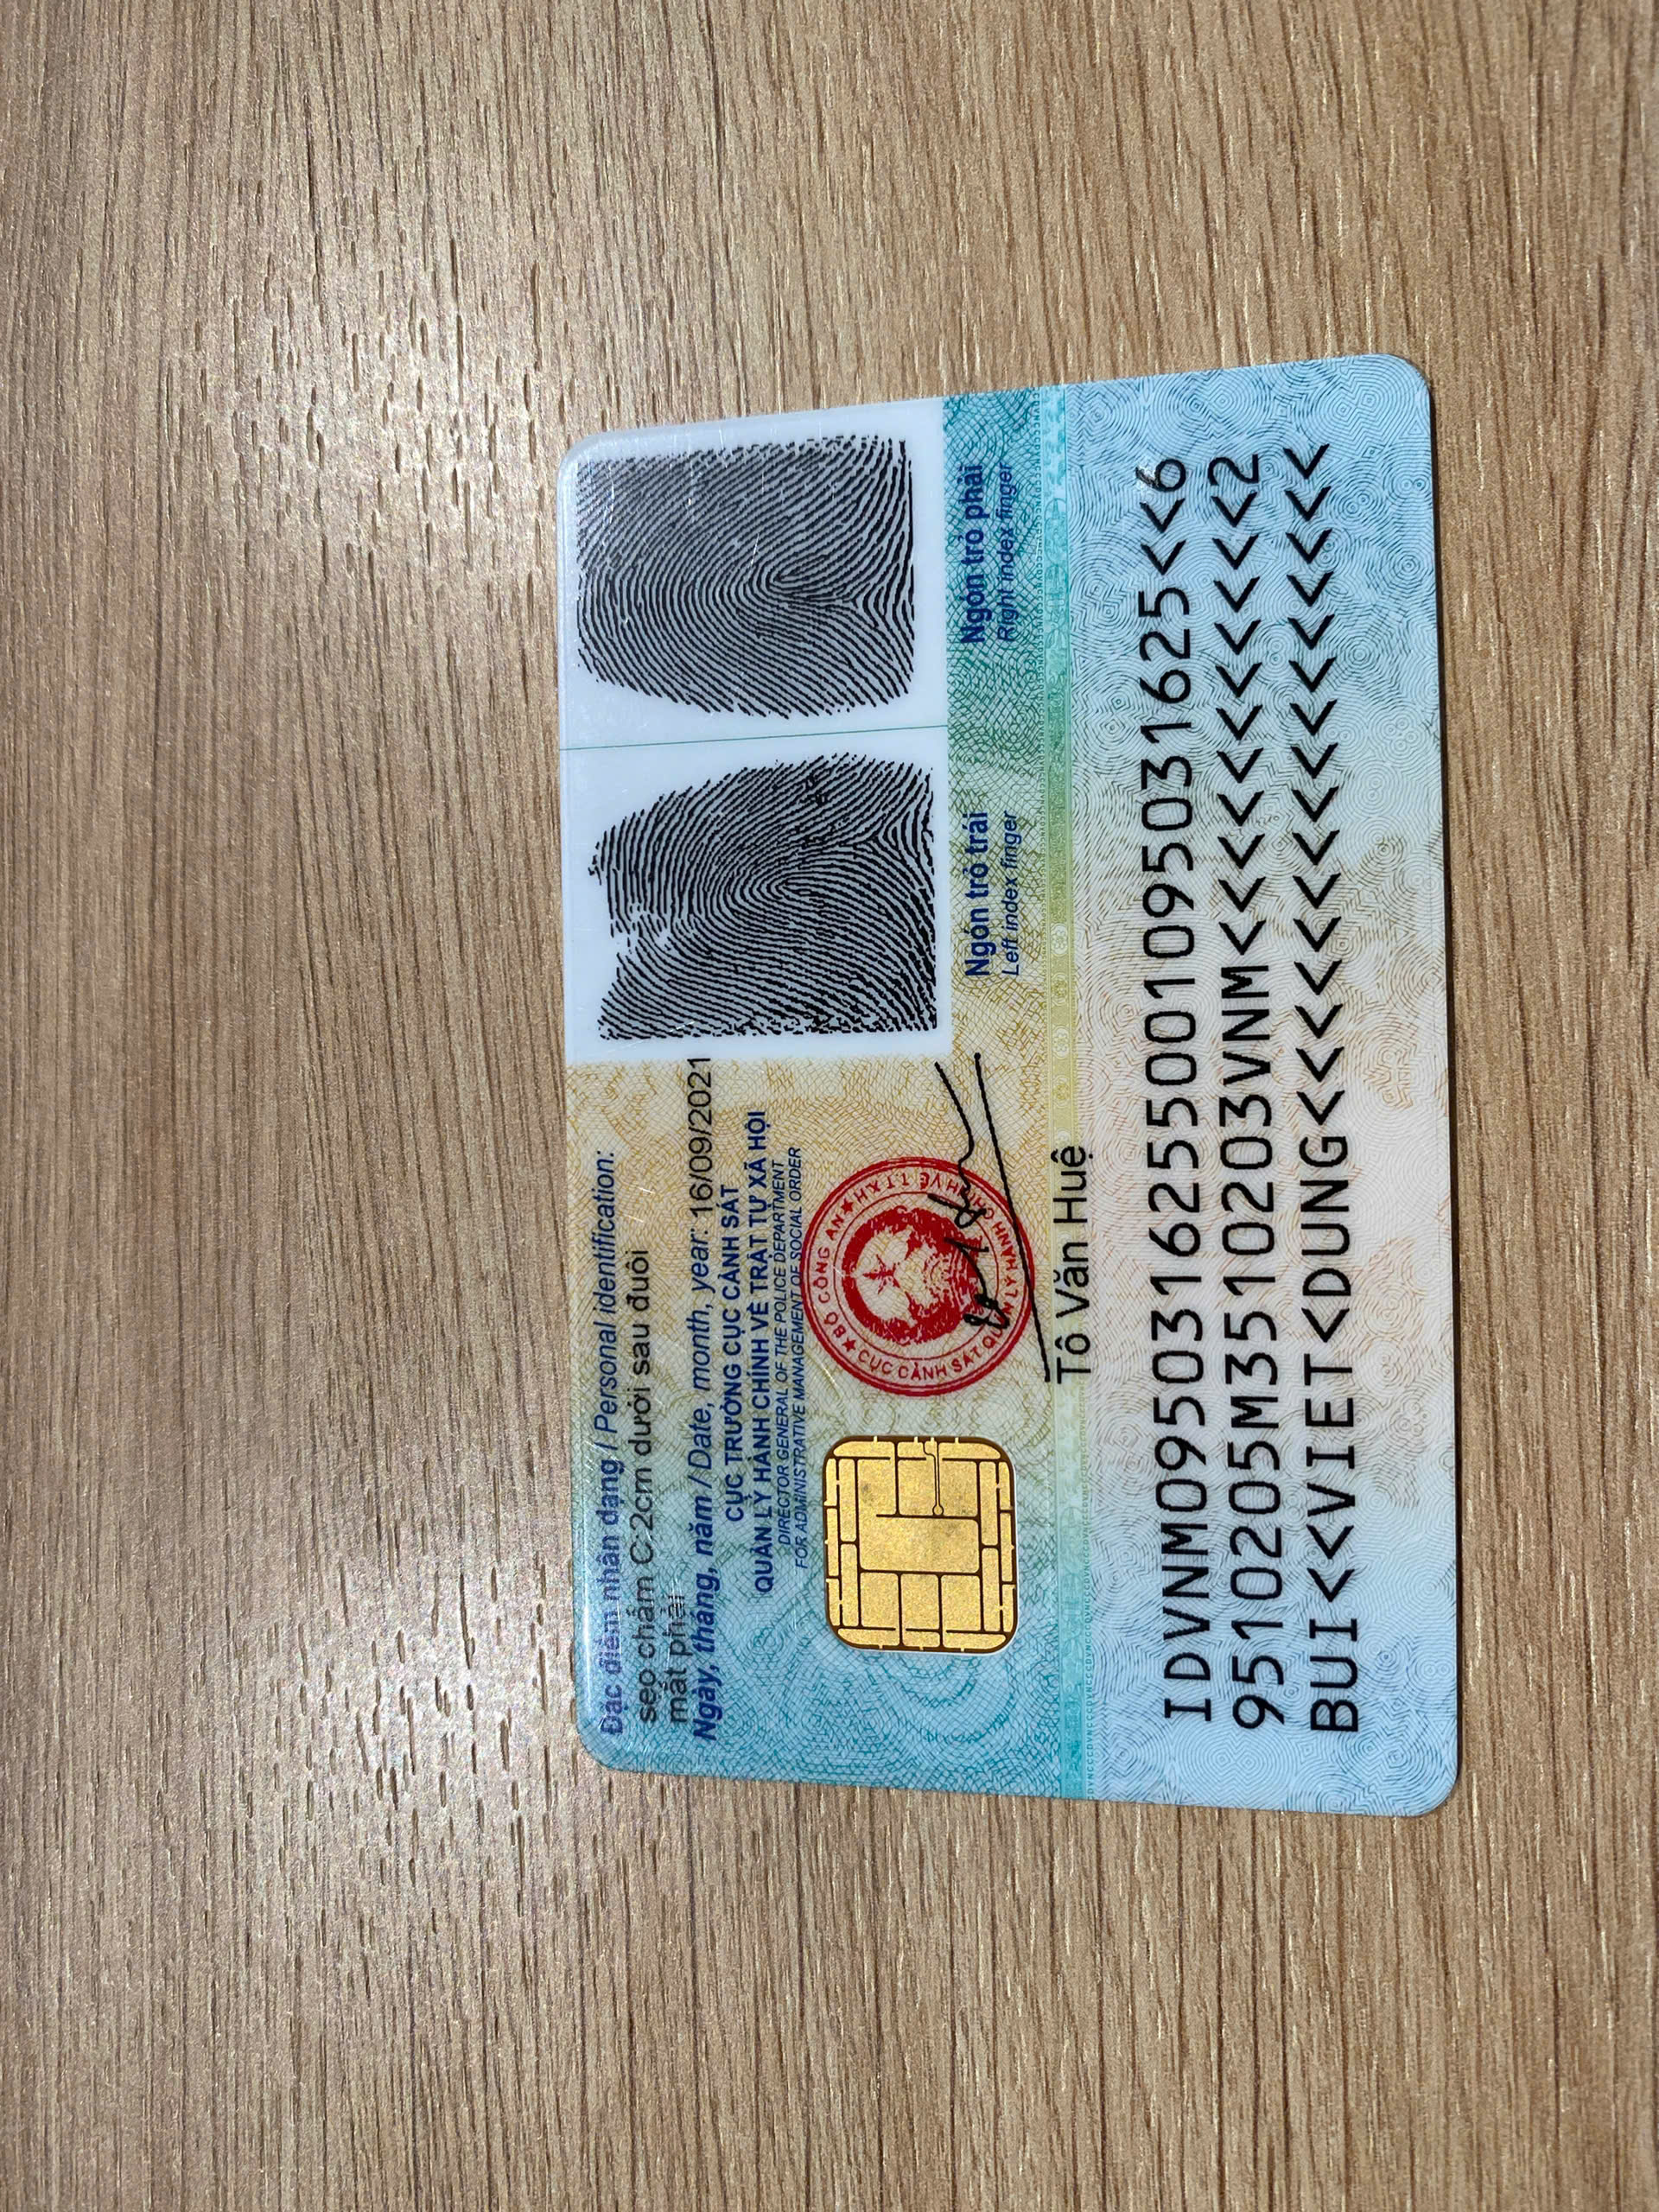 Đặc điểm nhân dạng / Personal identification:
sẹo chấm C:2cm dưới sau đuôi
mắt phải
Ngày, tháng, năm / Date, month, year: 16/09/2021
CỤC TRƯỞNG CỤC CẢNH SÁT
QUẢN LÝ HÀNH CHÍNH VỀ TRẬT TỰ XÃ HỘI
DIRECTOR GENERAL OF THE POLICE DEPARTMENT
FOR ADMINISTRATIVE MANAGEMENT OF SOCIAL ORDER
BỘ CÔNG AN
CỤC CẢNH SÁT QUẢN LÝ HÀNH CHÍNH VỀ TTXH
Tô Văn Huệ
Ngón trỏ trái
Left index finger
Ngón trỏ phải
Right index finger
IDVNM0950316255001095031625<<6
9510205M3510203VNM<<<<<<<<<<<2
BUI<<VIET<DUNG<<<<<<<<<<<<<<<<